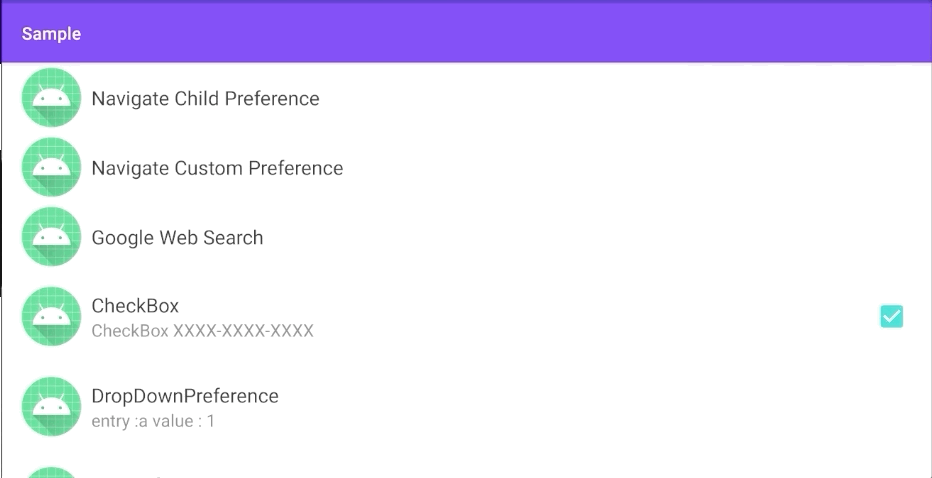 Sample
Navigate Child Preference
Navigate Custom Preference
Google Web Search
CheckBox
CheckBox XXXX-XXXX-XXXX
DropDownPreference
entry :a value : 1